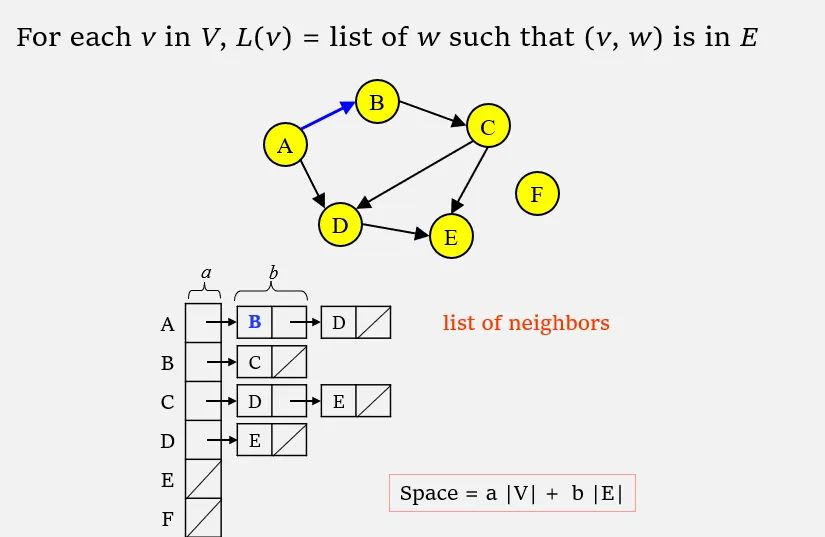 For each v in V, L(v) = list of w such that (v, w) is in E
B
C
A
F
D
E
a b
A B D list of neighbors
B C
C D E
D E
E
Space = a |V| + b |E|
F